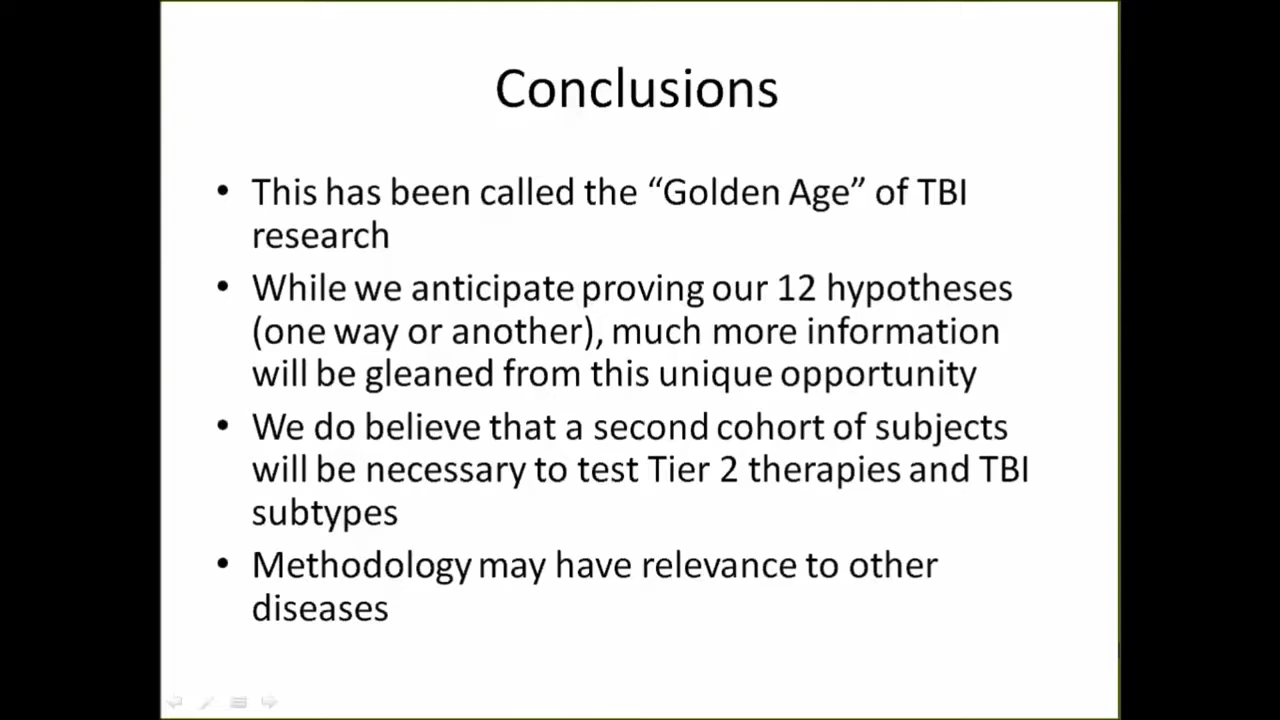 Conclusions
• This has been called the “Golden Age” of TBI
research
• While we anticipate proving our 12 hypotheses
(one way or another), much more information
will be gleaned from this unique opportunity
• We do believe that a second cohort of subjects
will be necessary to test Tier 2 therapies and TBI
subtypes
• Methodology may have relevance to other
diseases